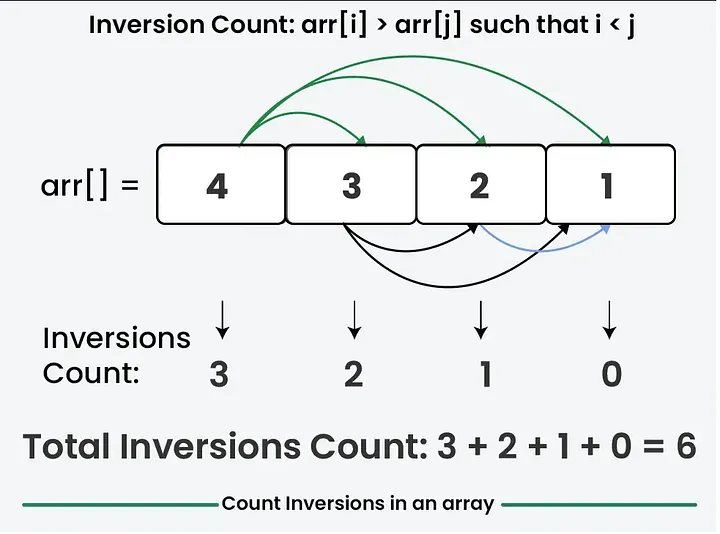 Inversion Count: arr[i] > arr[j] such that i < j
arr[] = 4 3 2 1
Inversions
Count: 3 2 1 0
Total Inversions Count: 3 + 2 + 1 + 0 = 6
Count Inversions in an array